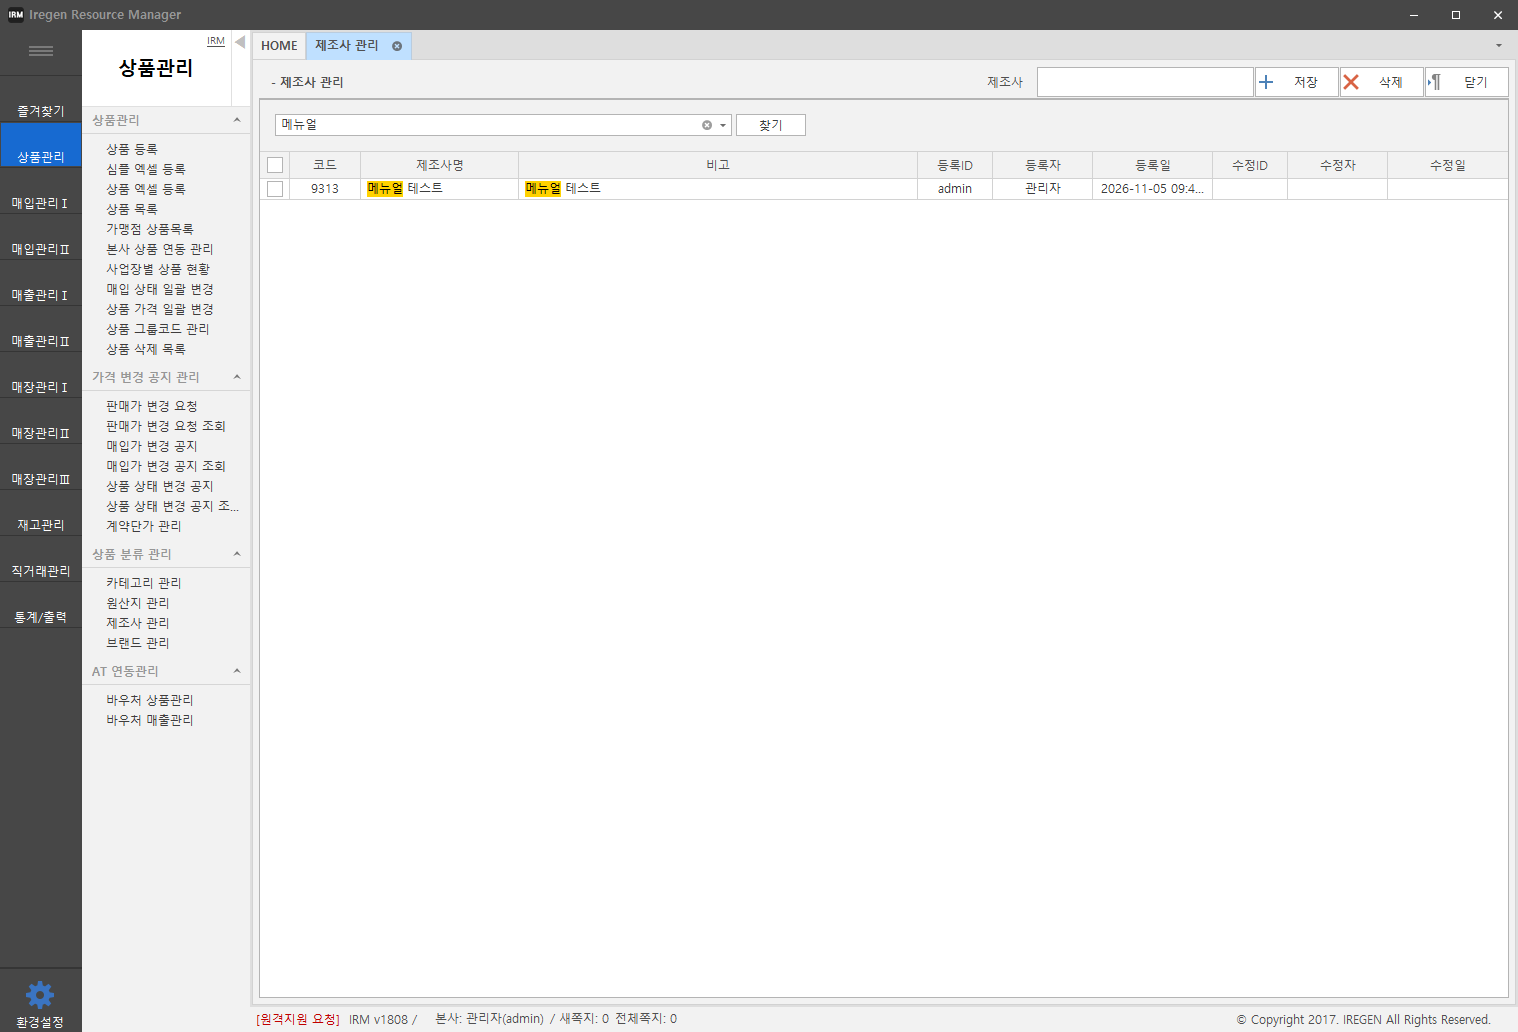 IRM Iregen Resource Manager
즐겨찾기
상품관리
매입관리Ⅰ
매입관리Ⅱ
매출관리Ⅰ
매출관리Ⅱ
매장관리Ⅰ
매장관리Ⅱ
매장관리Ⅲ
재고관리
직거래관리
통계/출력
환경설정
IRM
상품관리
상품관리
상품 등록
심플 엑셀 등록
상품 엑셀 등록
상품 목록
가맹점 상품목록
본사 상품 연동 관리
사업장별 상품 현황
매입 상태 일괄 변경
상품 가격 일괄 변경
상품 그룹코드 관리
상품 삭제 목록
가격 변경 공지 관리
판매가 변경 요청
판매가 변경 요청 조회
매입가 변경 공지
매입가 변경 공지 조회
상품 상태 변경 공지
상품 상태 변경 공지 조...
계약단가 관리
상품 분류 관리
카테고리 관리
원산지 관리
제조사 관리
브랜드 관리
AT 연동관리
바우처 상품관리
바우처 매출관리
HOME 제조사 관리
- 제조사 관리 제조사 저장 삭제 닫기
메뉴얼 찾기
코드 제조사명 비고 등록ID 등록자 등록일 수정ID 수정자 수정일
9313 메뉴얼 테스트 메뉴얼 테스트 admin 관리자 2026-11-05 09:4...
[원격지원 요청] IRM v1808 / 본사: 관리자(admin) / 새쪽지: 0 전체쪽지: 0 © Copyright 2017. IREGEN All Rights Reserved.